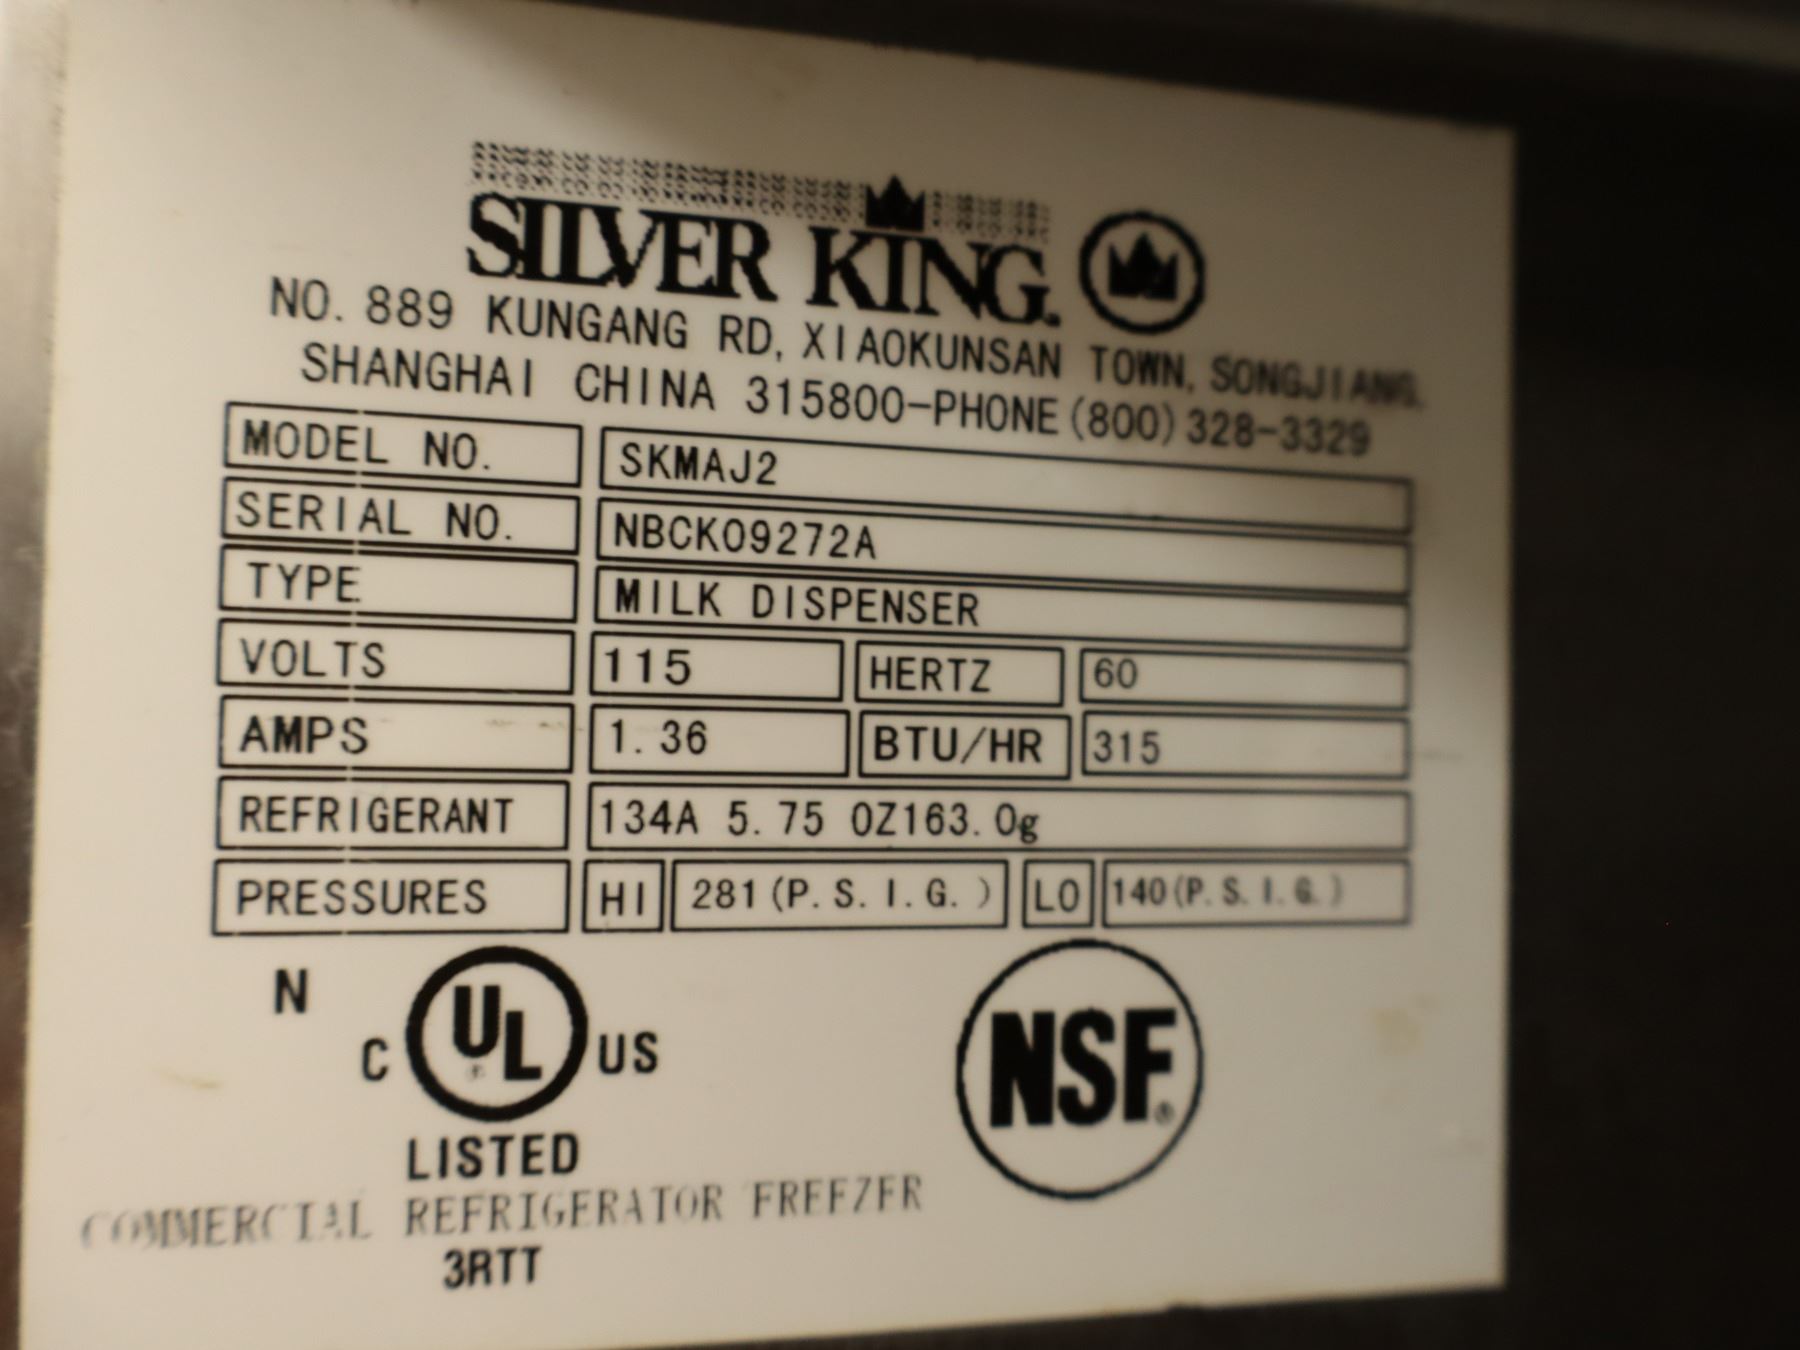 SILVER KING.
NO. 889 KUNGANG RD, XIAOKUNSAN TOWN, SONGJIANG,
SHANGHAI CHINA 315800-PHONE (800) 328-3329
MODEL NO. SKMAJ2
SERIAL NO. NBCK09272A
TYPE MILK DISPENSER
VOLTS 115 HERTZ 60
AMPS 1.36 BTU/HR 315
REFRIGERANT 134A 5.75 OZ163.0g
PRESSURES HI 281 (P.S.I.G.) LO 140 (P.S.I.G.)
N
C UL ® US
NSF®
LISTED
COMMERCIAL REFRIGERATOR FREEZER
3RTT